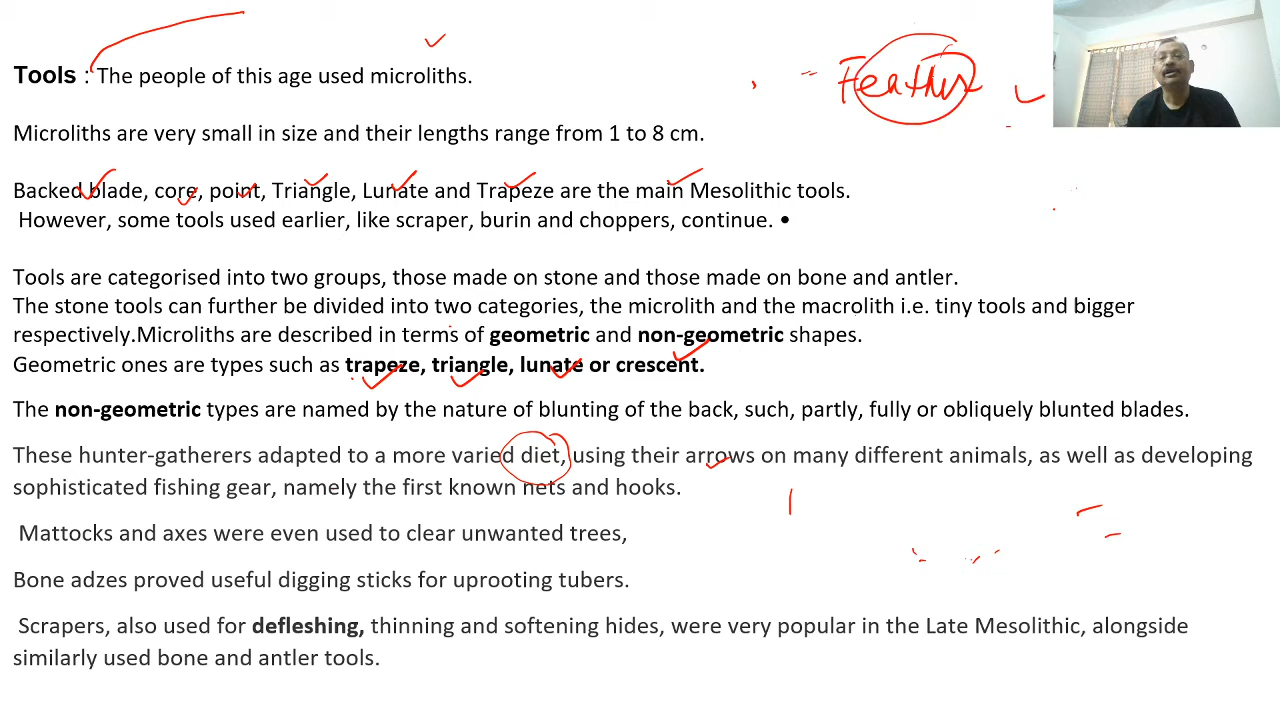 Tools : The people of this age used microliths.
Feather
Microliths are very small in size and their lengths range from 1 to 8 cm.
Backed blade, core, point, Triangle, Lunate and Trapeze are the main Mesolithic tools.
However, some tools used earlier, like scraper, burin and choppers, continue. •
Tools are categorised into two groups, those made on stone and those made on bone and antler.
The stone tools can further be divided into two categories, the microlith and the macrolith i.e. tiny tools and bigger
respectively.Microliths are described in terms of geometric and non-geometric shapes.
Geometric ones are types such as trapeze, triangle, lunate or crescent.
The non-geometric types are named by the nature of blunting of the back, such, partly, fully or obliquely blunted blades.
These hunter-gatherers adapted to a more varied diet, using their arrows on many different animals, as well as developing
sophisticated fishing gear, namely the first known nets and hooks.
Mattocks and axes were even used to clear unwanted trees,
Bone adzes proved useful digging sticks for uprooting tubers.
Scrapers, also used for defleshing, thinning and softening hides, were very popular in the Late Mesolithic, alongside
similarly used bone and antler tools.